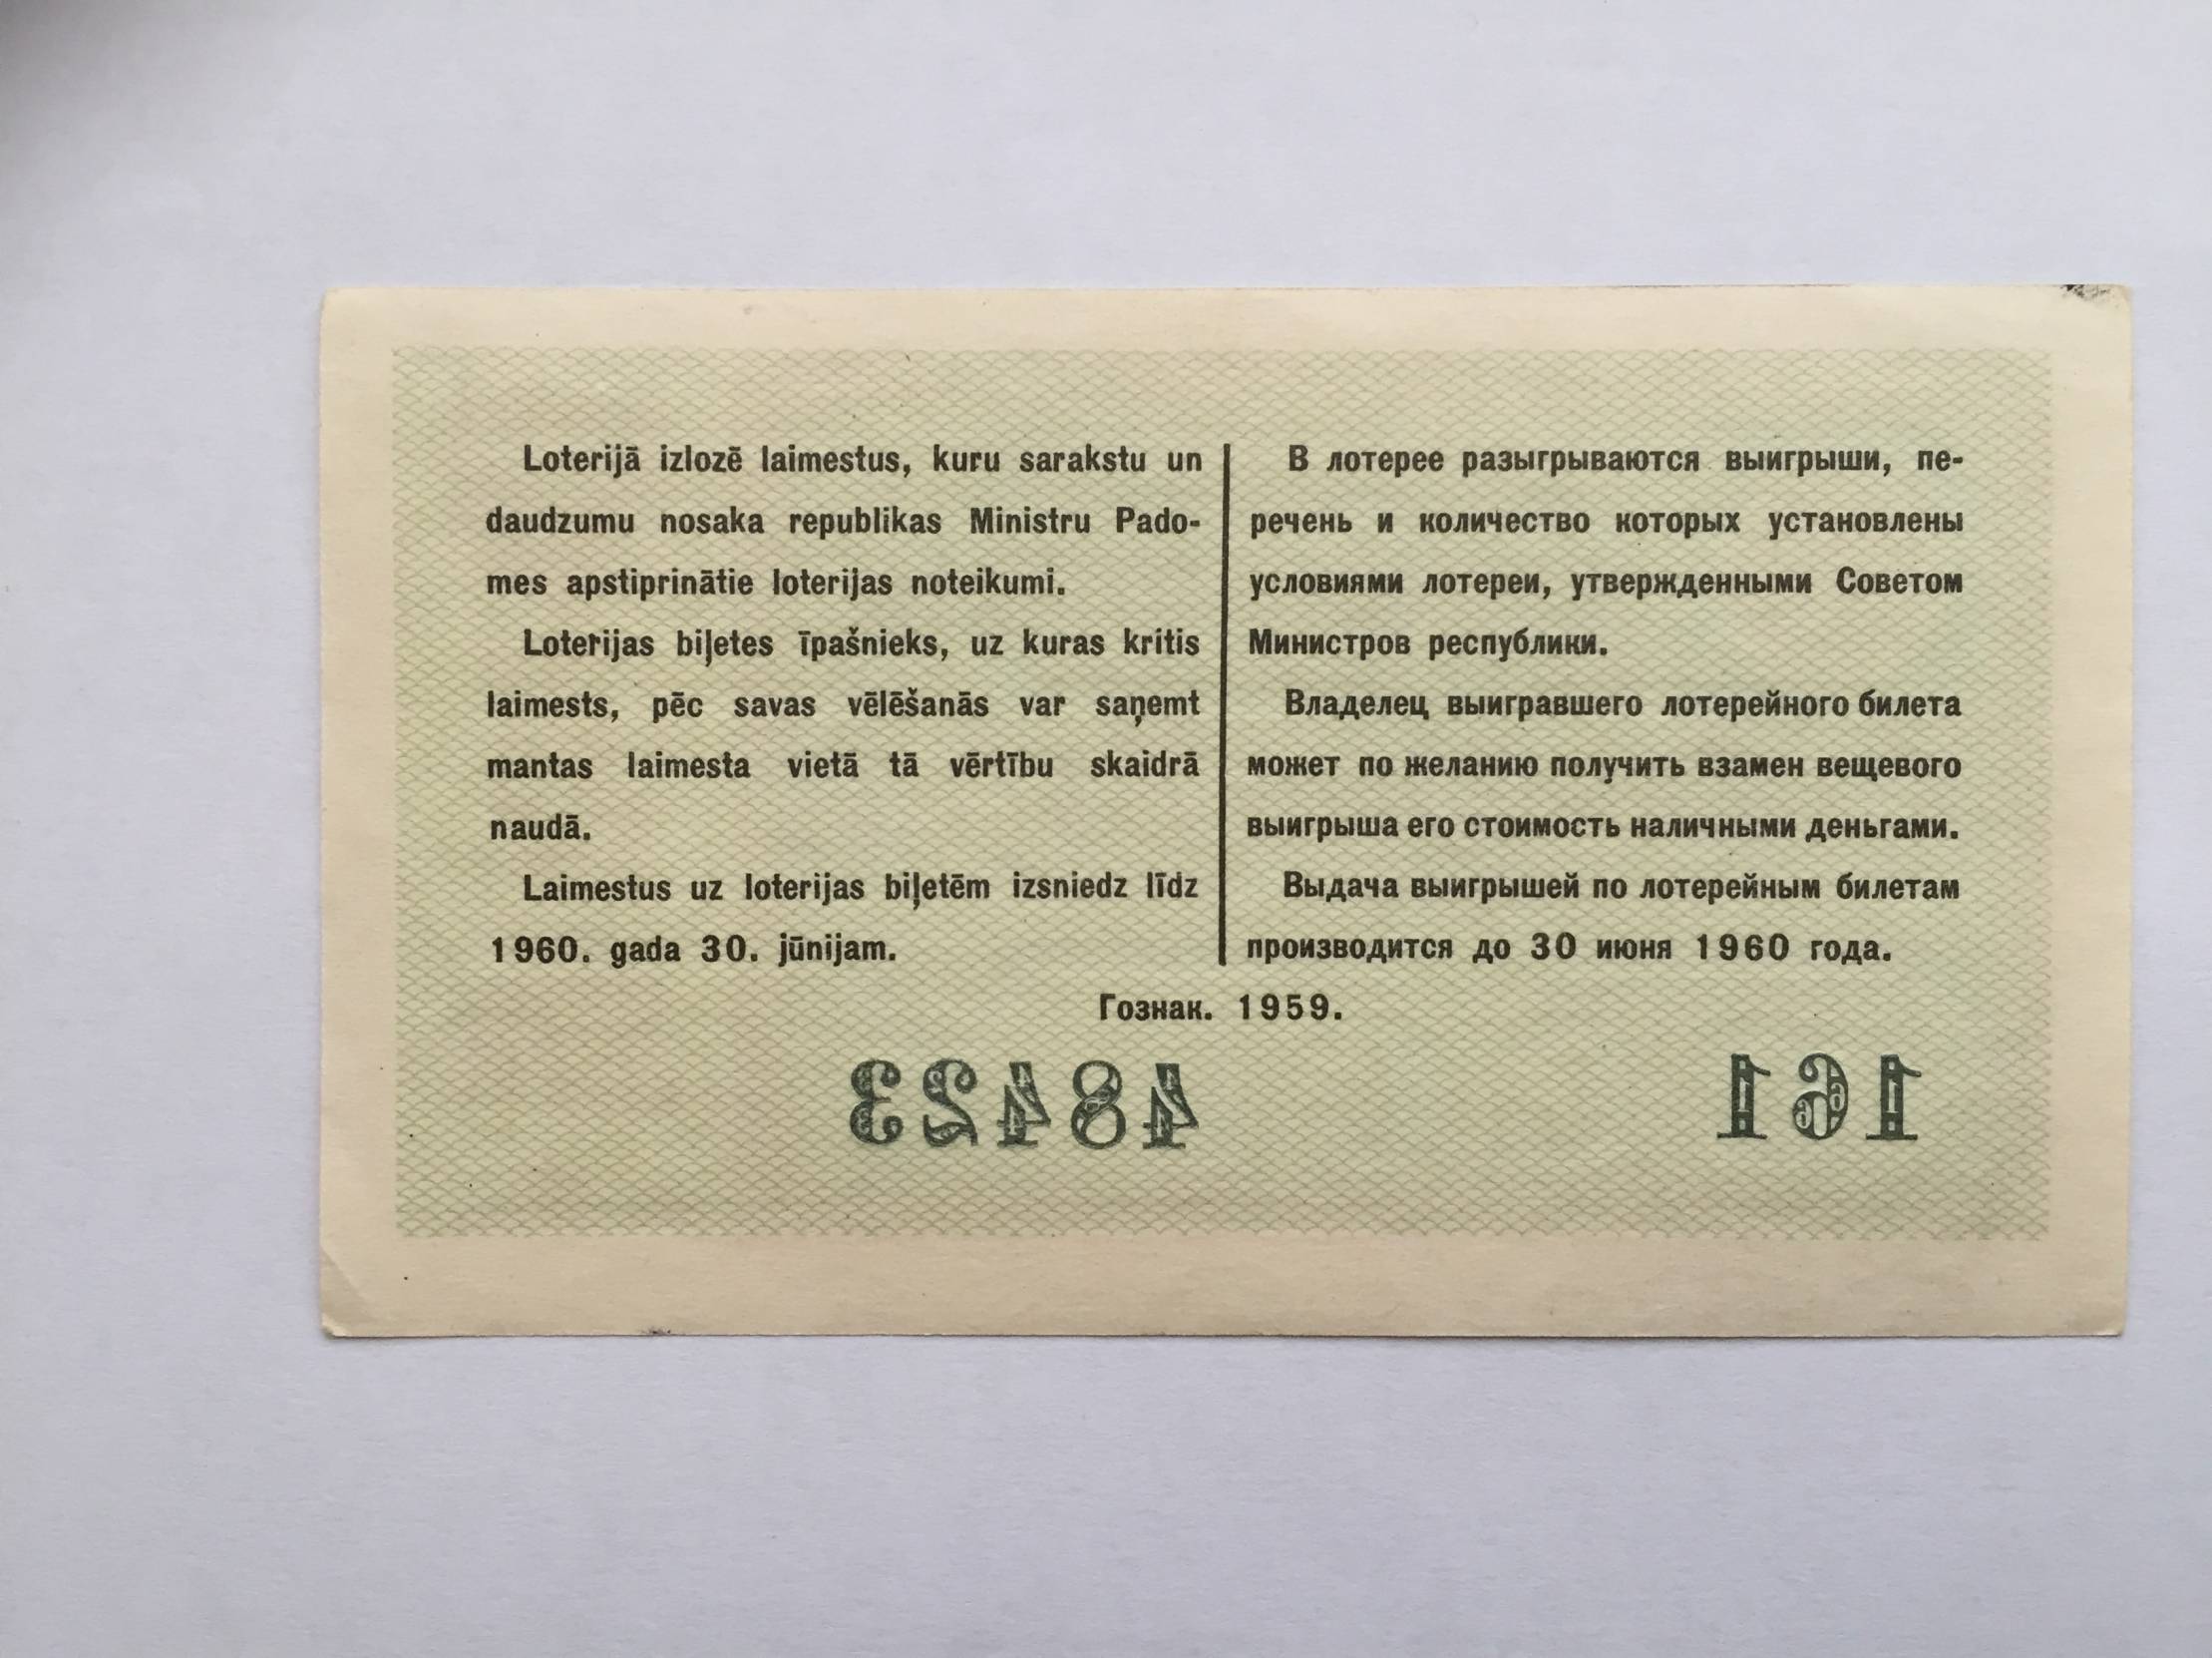 Loterijā izlozē laimestus, kuru sarakstu un
daudzumu nosaka republikas Ministru Pado-
mes apstiprinātie loterijas noteikumi.
Loterijas biļetes īpašnieks, uz kuras kritis
laimests, pēc savas vēlēšanās var saņemt
mantas laimesta vietā tā vērtību skaidrā
naudā.
Laimestus uz loterijas biļetēm izsniedz līdz
1960. gada 30. jūnijam.
В лотерее разыгрываются выигрыши, пе-
речень и количество которых установлены
условиями лотереи, утвержденными Советом
Министров республики.
Владелец выигравшего лотерейного билета
может по желанию получить взамен вещевого
выигрыша его стоимость наличными деньгами.
Выдача выигрышей по лотерейным билетам
производится до 30 июня 1960 года.
Гознак. 1959.
48423
161